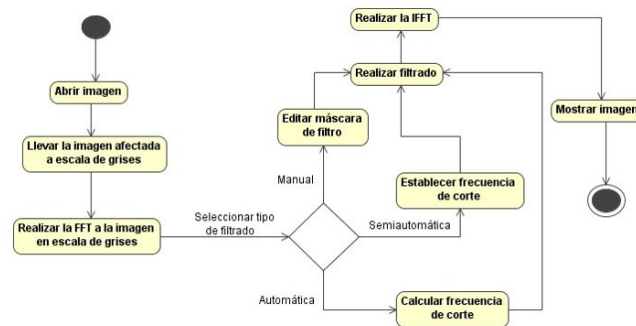 Abrir imagen
Llevar la imagen afectada
a escala de grises
Realizar la FFT a la imagen
en escala de grises
Seleccionar tipo
de filtrado
Manual
Editar máscara
de filtro
Semiautomática
Establecer frecuencia
de corte
Automática
Calcular frecuencia
de corte
Realizar filtrado
Realizar la IFFT
Mostrar imagen